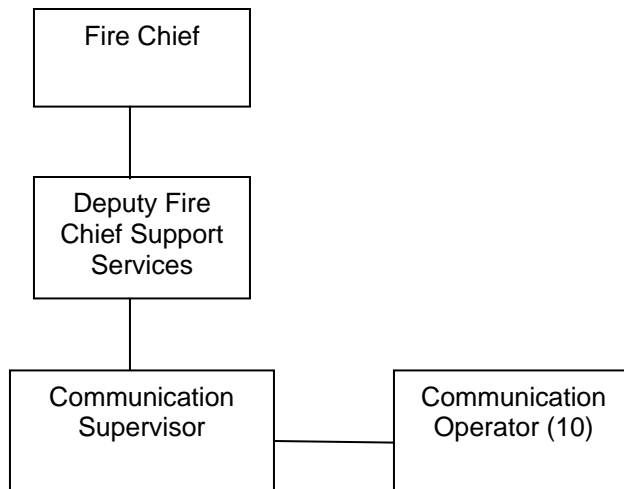 Fire Chief
Deputy Fire
Chief Support
Services
Communication
Supervisor
Communication
Operator (10)